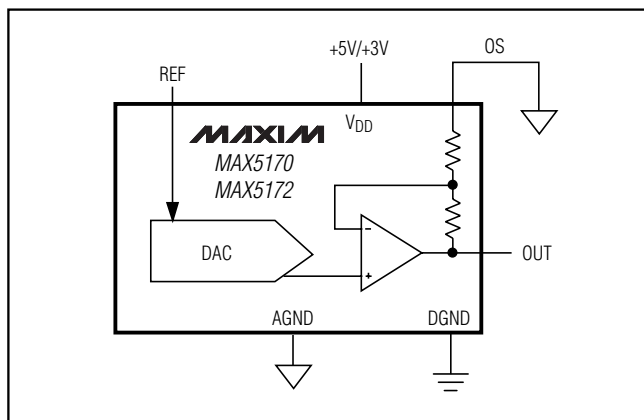 +5V/+3V
OS
REF
VDD
MAXIM
MAX5170
MAX5172
-
DAC
+
OUT
AGND
DGND